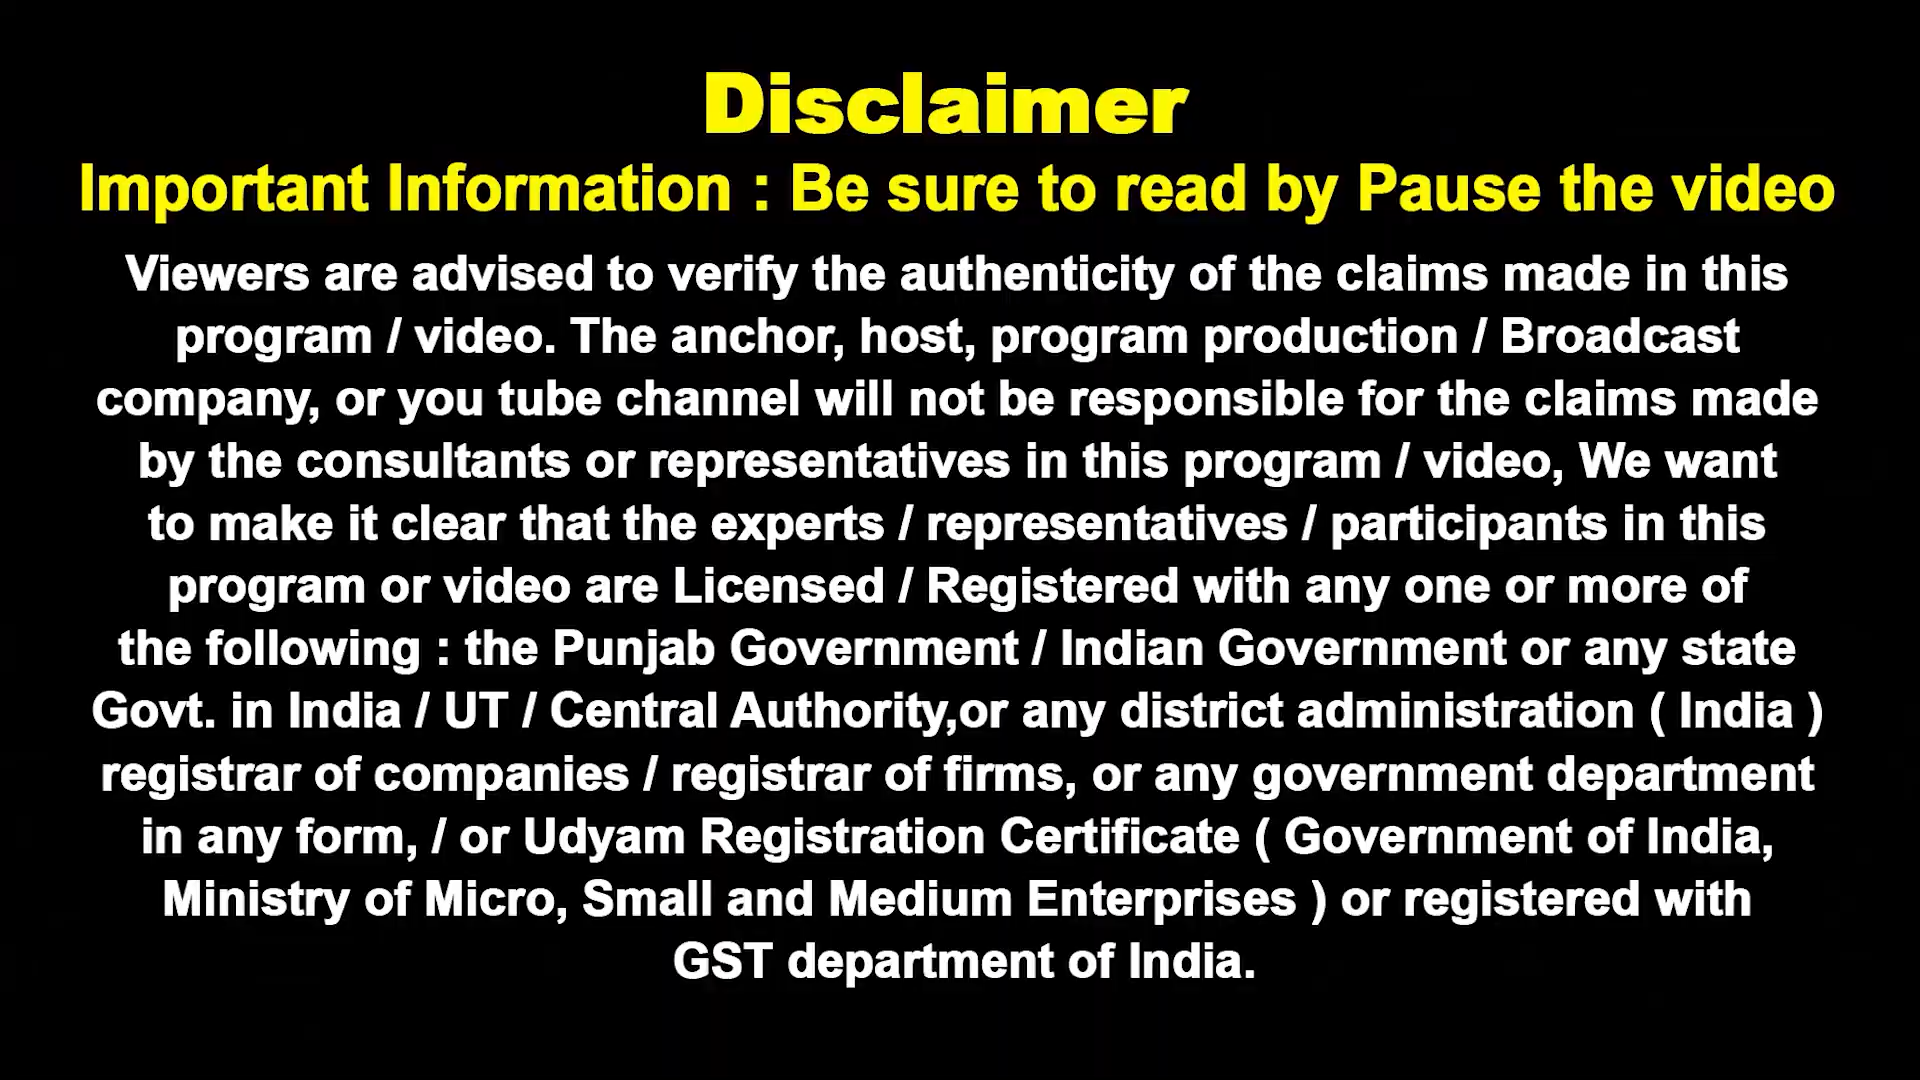 Disclaimer
Important Information : Be sure to read by Pause the video
Viewers are advised to verify the authenticity of the claims made in this
program / video. The anchor, host, program production / Broadcast
company, or you tube channel will not be responsible for the claims made
by the consultants or representatives in this program / video, We want
to make it clear that the experts / representatives / participants in this
program or video are Licensed / Registered with any one or more of
the following : the Punjab Government / Indian Government or any state
Govt. in India / UT / Central Authority,or any district administration ( India )
registrar of companies / registrar of firms, or any government department
in any form, / or Udyam Registration Certificate ( Government of India,
Ministry of Micro, Small and Medium Enterprises ) or registered with
GST department of India.